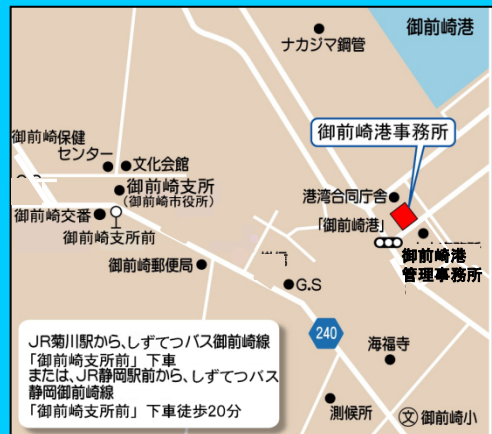 御前崎港
ナカジマ鋼管
御前崎港事務所
御前崎保健
センター
文化会館
港湾合同庁舎
御前崎支所
(御前崎市役所)
「御前崎港」
御前崎交番
御前崎支所前
御前崎港
管理事務所
御前崎郵便局
G.S
240
海福寺
JR菊川駅から、しずてつバス御前崎線
「御前崎支所前」下車
または、JR静岡駅前から、しずてつバス
静岡御前崎線
「御前崎支所前」下車徒歩20分
測候所
文 御前崎小